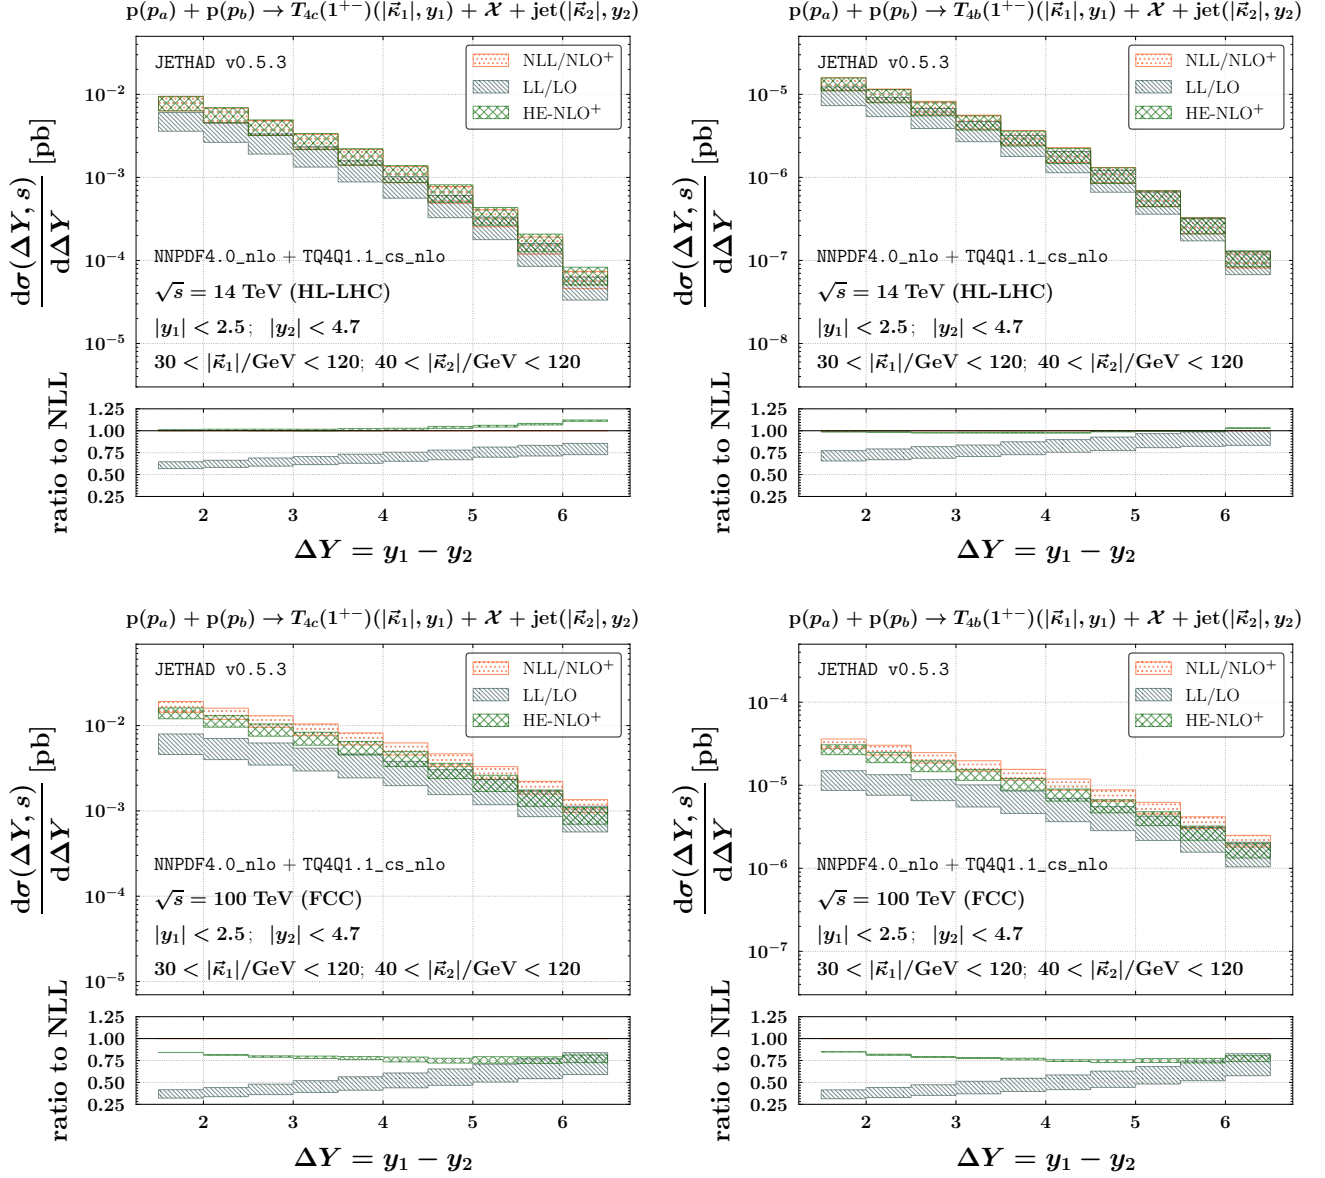 p(p_a) + p(p_b) → T_{4c}(1^{+−})(|κ⃗_1|, y_1) + 𝒳 + jet(|κ⃗_2|, y_2)
JETHAD v0.5.3
NLL/NLO^+
LL/LO
HE-NLO^+
dσ(ΔY, s)/dΔY [pb]
10^{−2}
10^{−3}
10^{−4}
10^{−5}
NNPDF4.0_nlo + TQ4Q1.1_cs_nlo
√s = 14 TeV (HL-LHC)
|y_1| < 2.5; |y_2| < 4.7
30 < |κ⃗_1|/GeV < 120; 40 < |κ⃗_2|/GeV < 120
ratio to NLL
1.25
1.00
0.75
0.50
0.25
2 3 4 5 6
ΔY = y_1 − y_2
p(p_a) + p(p_b) → T_{4b}(1^{+−})(|κ⃗_1|, y_1) + 𝒳 + jet(|κ⃗_2|, y_2)
JETHAD v0.5.3
NLL/NLO^+
LL/LO
HE-NLO^+
dσ(ΔY, s)/dΔY [pb]
10^{−5}
10^{−6}
10^{−7}
10^{−8}
NNPDF4.0_nlo + TQ4Q1.1_cs_nlo
√s = 14 TeV (HL-LHC)
|y_1| < 2.5; |y_2| < 4.7
30 < |κ⃗_1|/GeV < 120; 40 < |κ⃗_2|/GeV < 120
ratio to NLL
1.25
1.00
0.75
0.50
0.25
2 3 4 5 6
ΔY = y_1 − y_2
p(p_a) + p(p_b) → T_{4c}(1^{+−})(|κ⃗_1|, y_1) + 𝒳 + jet(|κ⃗_2|, y_2)
JETHAD v0.5.3
NLL/NLO^+
LL/LO
HE-NLO^+
dσ(ΔY, s)/dΔY [pb]
10^{−2}
10^{−3}
10^{−4}
10^{−5}
NNPDF4.0_nlo + TQ4Q1.1_cs_nlo
√s = 100 TeV (FCC)
|y_1| < 2.5; |y_2| < 4.7
30 < |κ⃗_1|/GeV < 120; 40 < |κ⃗_2|/GeV < 120
ratio to NLL
1.25
1.00
0.75
0.50
0.25
2 3 4 5 6
ΔY = y_1 − y_2
p(p_a) + p(p_b) → T_{4b}(1^{+−})(|κ⃗_1|, y_1) + 𝒳 + jet(|κ⃗_2|, y_2)
JETHAD v0.5.3
NLL/NLO^+
LL/LO
HE-NLO^+
dσ(ΔY, s)/dΔY [pb]
10^{−4}
10^{−5}
10^{−6}
10^{−7}
NNPDF4.0_nlo + TQ4Q1.1_cs_nlo
√s = 100 TeV (FCC)
|y_1| < 2.5; |y_2| < 4.7
30 < |κ⃗_1|/GeV < 120; 40 < |κ⃗_2|/GeV < 120
ratio to NLL
1.25
1.00
0.75
0.50
0.25
2 3 4 5 6
ΔY = y_1 − y_2